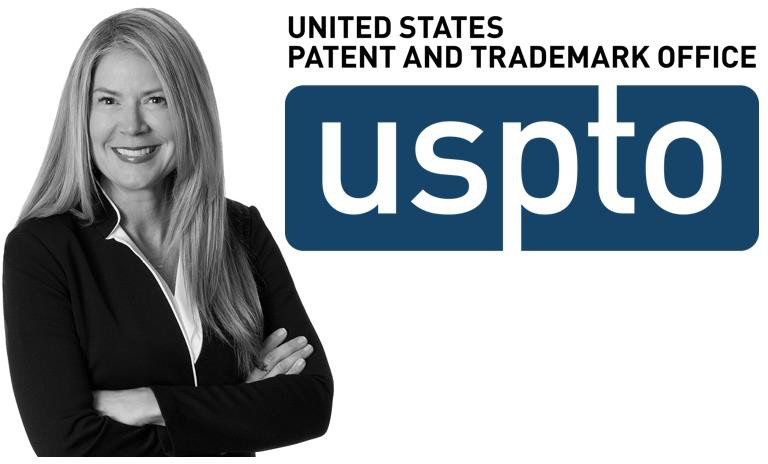 UNITED STATES
PATENT AND TRADEMARK OFFICE
uspto